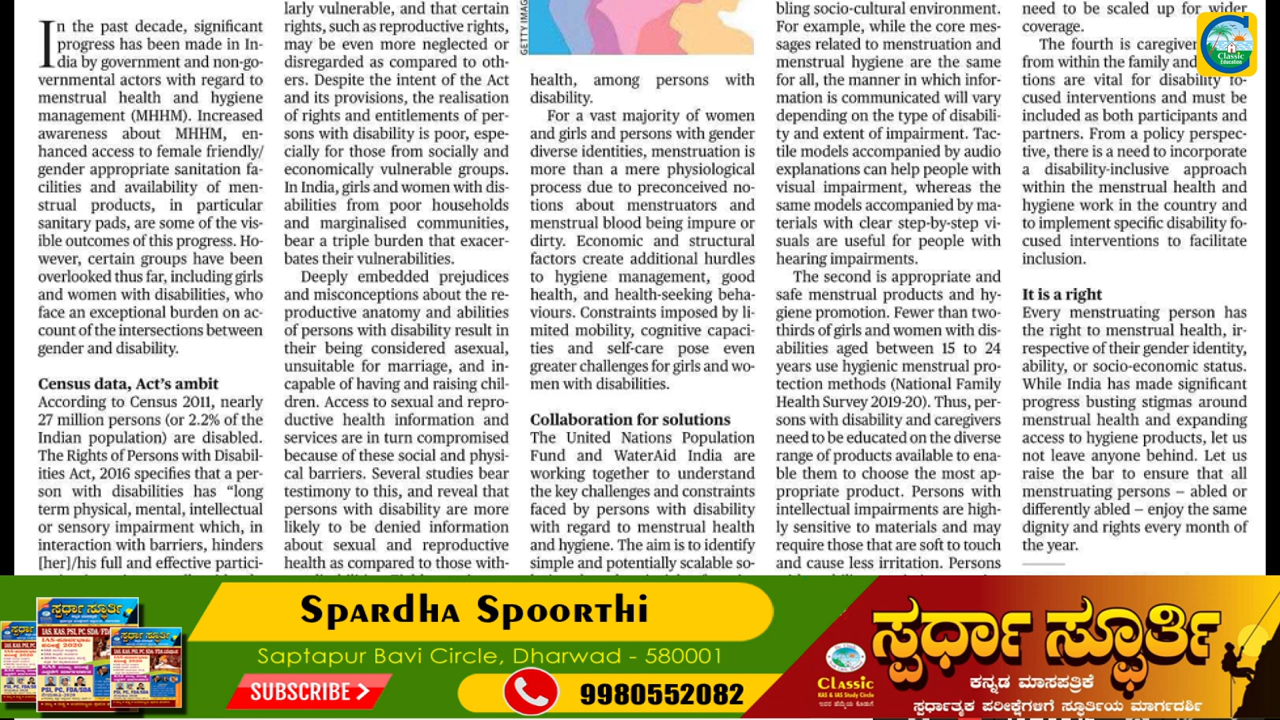 In the past decade, significant
progress has been made in In-
dia by government and non-go-
vernmental actors with regard to
menstrual health and hygiene
management (MHHM). Increased
awareness about MHHM, en-
hanced access to female friendly/
gender appropriate sanitation fa-
cilities and availability of men-
strual products, in particular
sanitary pads, are some of the vis-
ible outcomes of this progress. Ho-
wever, certain groups have been
overlooked thus far, including girls
and women with disabilities, who
face an exceptional burden on ac-
count of the intersections between
gender and disability.
Census data, Act's ambit
According to Census 2011, nearly
27 million persons (or 2.2% of the
Indian population) are disabled.
The Rights of Persons with Disabil-
ities Act, 2016 specifies that a per-
son with disabilities has “long
term physical, mental, intellectual
or sensory impairment which, in
interaction with barriers, hinders
[her]/his full and effective partici-
larly vulnerable, and that certain
rights, such as reproductive rights,
may be even more neglected or
disregarded as compared to oth-
ers. Despite the intent of the Act
and its provisions, the realisation
of rights and entitlements of per-
sons with disability is poor, espe-
cially for those from socially and
economically vulnerable groups.
In India, girls and women with dis-
abilities from poor households
and marginalised communities,
bear a triple burden that exacer-
bates their vulnerabilities.
Deeply embedded prejudices
and misconceptions about the re-
productive anatomy and abilities
of persons with disability result in
their being considered asexual,
unsuitable for marriage, and in-
capable of having and raising chil-
dren. Access to sexual and repro-
ductive health information and
services are in turn compromised
because of these social and physi-
cal barriers. Several studies bear
testimony to this, and reveal that
persons with disability are more
likely to be denied information
about sexual and reproductive
health as compared to those with-
GETTY IMAG
health, among persons with
disability.
For a vast majority of women
and girls and persons with gender
diverse identities, menstruation is
more than a mere physiological
process due to preconceived no-
tions about menstruators and
menstrual blood being impure or
dirty. Economic and structural
factors create additional hurdles
to hygiene management, good
health, and health-seeking beha-
viours. Constraints imposed by li-
mited mobility, cognitive capaci-
ties and self-care pose even
greater challenges for girls and wo-
men with disabilities.
Collaboration for solutions
The United Nations Population
Fund and WaterAid India are
working together to understand
the key challenges and constraints
faced by persons with disability
with regard to menstrual health
and hygiene. The aim is to identify
simple and potentially scalable so-
bling socio-cultural environment.
For example, while the core mes-
sages related to menstruation and
menstrual hygiene are the same
for all, the manner in which infor-
mation is communicated will vary
depending on the type of disabili-
ty and extent of impairment. Tac-
tile models accompanied by audio
explanations can help people with
visual impairment, whereas the
same models accompanied by ma-
terials with clear step-by-step vi-
suals are useful for people with
hearing impairments.
The second is appropriate and
safe menstrual products and hy-
giene promotion. Fewer than two-
thirds of girls and women with dis-
abilities aged between 15 to 24
years use hygienic menstrual pro-
tection methods (National Family
Health Survey 2019-20). Thus, per-
sons with disability and caregivers
need to be educated on the diverse
range of products available to ena-
ble them to choose the most ap-
propriate product. Persons with
intellectual impairments are high-
ly sensitive to materials and may
require those that are soft to touch
and cause less irritation. Persons
need to be scaled up for wider
coverage.
The fourth is caregiver
from within the family and
tions are vital for disability fo-
cused interventions and must be
included as both participants and
partners. From a policy perspec-
tive, there is a need to incorporate
a disability-inclusive approach
within the menstrual health and
hygiene work in the country and
to implement specific disability fo-
cused interventions to facilitate
inclusion.
It is a right
Every menstruating person has
the right to menstrual health, ir-
respective of their gender identity,
ability, or socio-economic status.
While India has made significant
progress busting stigmas around
menstrual health and expanding
access to hygiene products, let us
not leave anyone behind. Let us
raise the bar to ensure that all
menstruating persons – abled or
differently abled – enjoy the same
dignity and rights every month of
the year.
Classic
Education
Spardha Spoorthi
Saptapur Bavi Circle, Dharwad - 580001
SUBSCRIBE
9980552082
Classic
KAS & IAS Study Circle
ಸ್ಪರ್ಧಾ ಸ್ಫೂರ್ತಿ
ಕನ್ನಡ ಮಾಸಪತ್ರಿಕೆ
ಸ್ಪರ್ಧಾತ್ಮಕ ಪರೀಕ್ಷೆಗಳಿಗೆ ಸ್ಫೂರ್ತಿಯ ಮಾರ್ಗದರ್ಶಿ